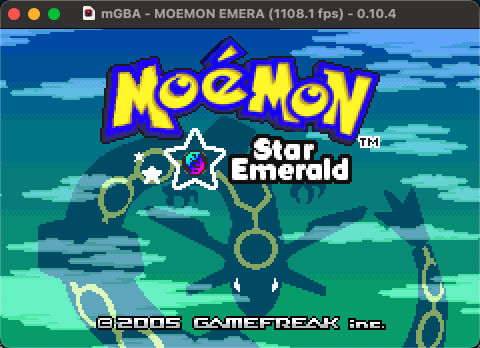 mGBA - MOEMON EMERA (1108.1 fps) - 0.10.4
MoéMoN
TM
Star
Emerald
©2005 GAMEFREAK inc.